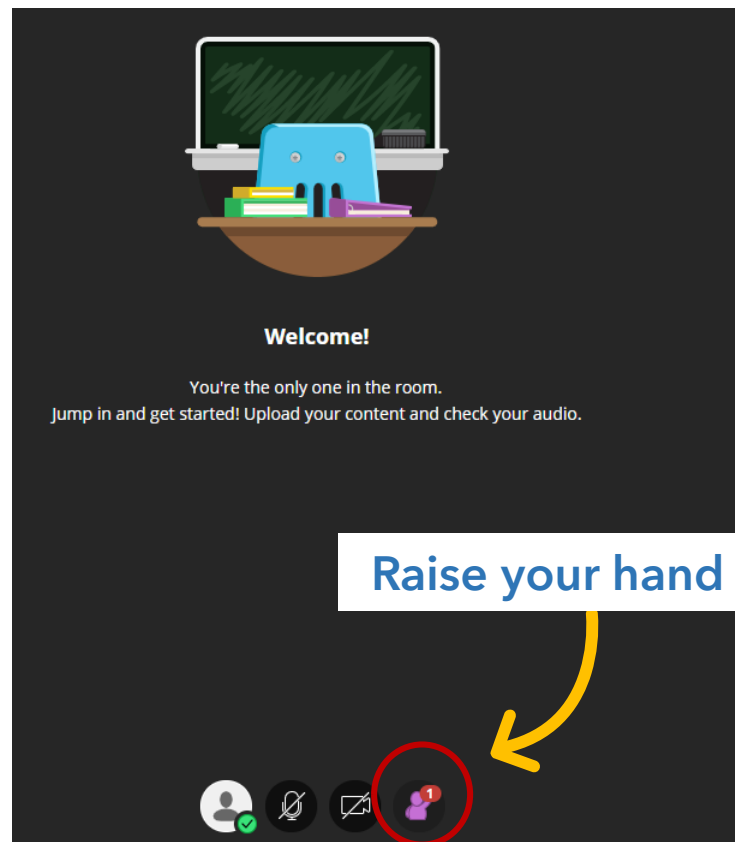 Welcome!
You're the only one in the room.
Jump in and get started! Upload your content and check your audio.
Raise your hand
1